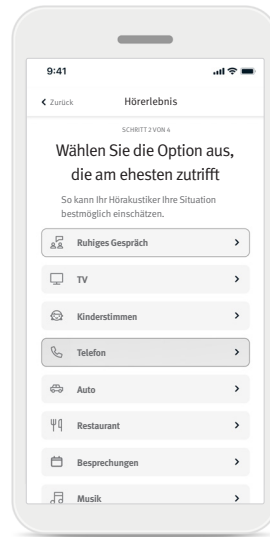 9:41
Zurück Hörerlebnis
SCHRITT 2 VON 4
Wählen Sie die Option aus,
die am ehesten zutrifft
So kann Ihr Hörakustiker Ihre Situation
bestmöglich einschätzen.
Ruhiges Gespräch
TV
Kinderstimmen
Telefon
Auto
Restaurant
Besprechungen
Musik